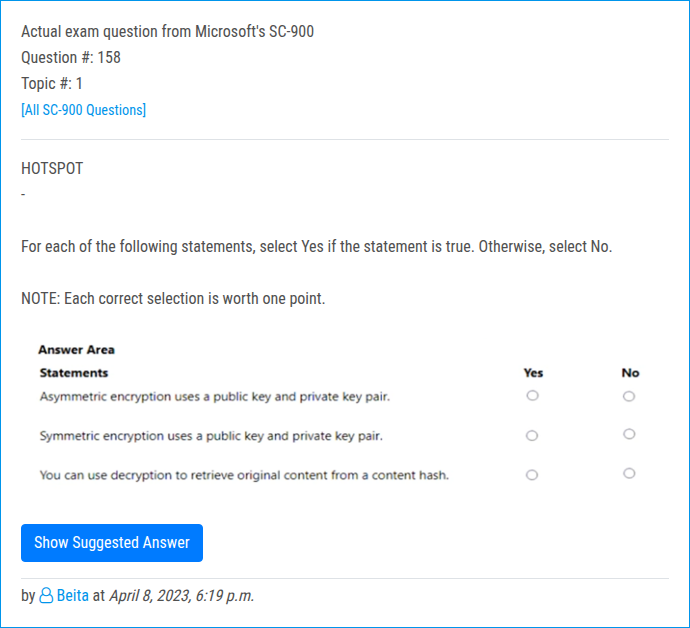 Actual exam question from Microsoft's SC-900
Question #: 158
Topic #: 1
[All SC-900 Questions]
HOTSPOT
-
For each of the following statements, select Yes if the statement is true. Otherwise, select No.
NOTE: Each correct selection is worth one point.
Answer Area
Statements Yes No
Asymmetric encryption uses a public key and private key pair.
Symmetric encryption uses a public key and private key pair.
You can use decryption to retrieve original content from a content hash.
Show Suggested Answer
by Beita at April 8, 2023, 6:19 p.m.